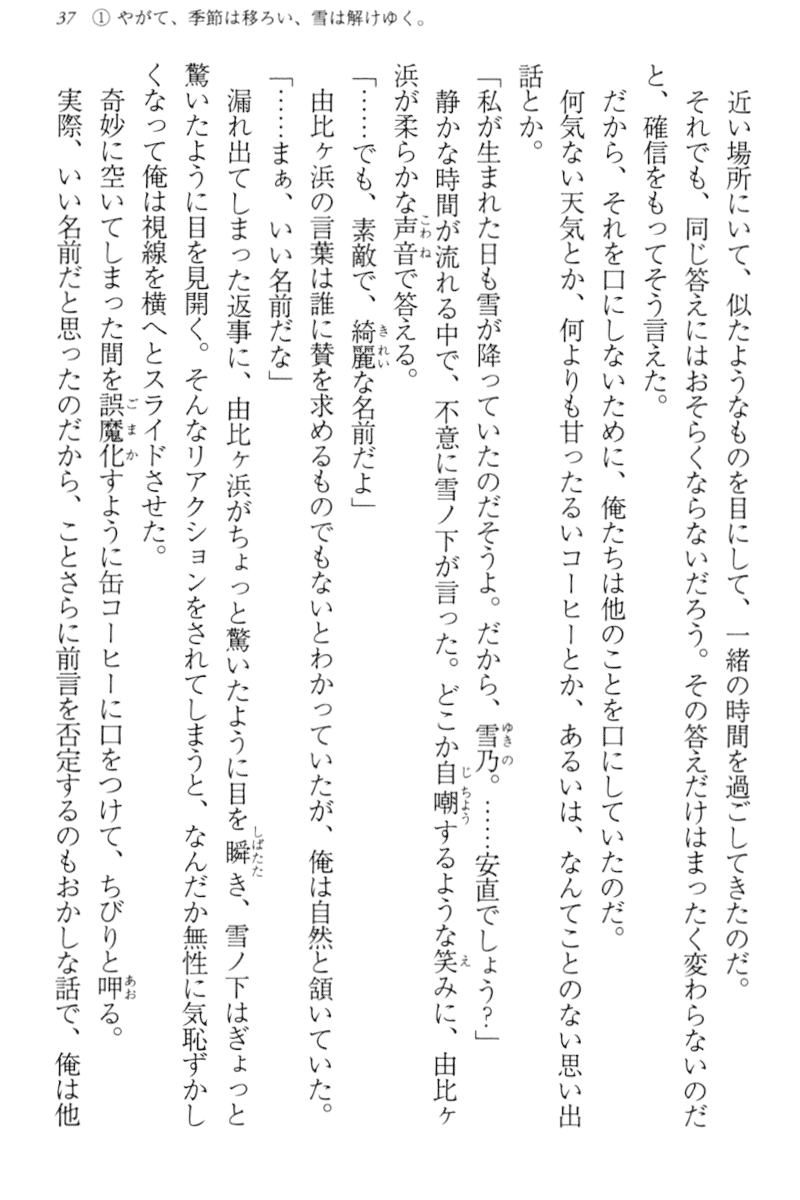 37 ① やがて、季節は移ろい、雪は解けゆく。
近い場所にいて、似たようなものを目にして、一緒の時間を過ごしてきたのだ。
それでも、同じ答えにはおそらくならないだろう。その答えだけはまったく変わらないのだ
と、確信をもってそう言えた。
だから、それを口にしないために、俺たちは他のことを口にしていたのだ。
何気ない天気とか、何よりも甘ったるいコーヒーとか、あるいは、なんてことのない思い出
話とか。
「私が生まれた日も雪が降っていたのだそうよ。だから、雪乃。……安直でしょう?」
静かな時間が流れる中で、不意に雪ノ下が言った。どこか自嘲するような笑みに、由比ヶ
浜が柔らかな声音で答える。
「……でも、素敵で、綺麗な名前だよ」
由比ヶ浜の言葉は誰に賛を求めるものでもないとわかっていたが、俺は自然と頷いていた。
「……まぁ、いい名前だな」
漏れ出てしまった返事に、由比ヶ浜がちょっと驚いたように目を瞬き、雪ノ下はぎょっと
驚いたように目を見開く。そんなリアクションをされてしまうと、なんだか無性に気恥ずかし
くなって俺は視線を横へとスライドさせた。
奇妙に空いてしまった間を誤魔化すように缶コーヒーに口をつけて、ちびりと呷る。
実際、いい名前だと思ったのだから、ことさらに前言を否定するのもおかしな話で、俺は他